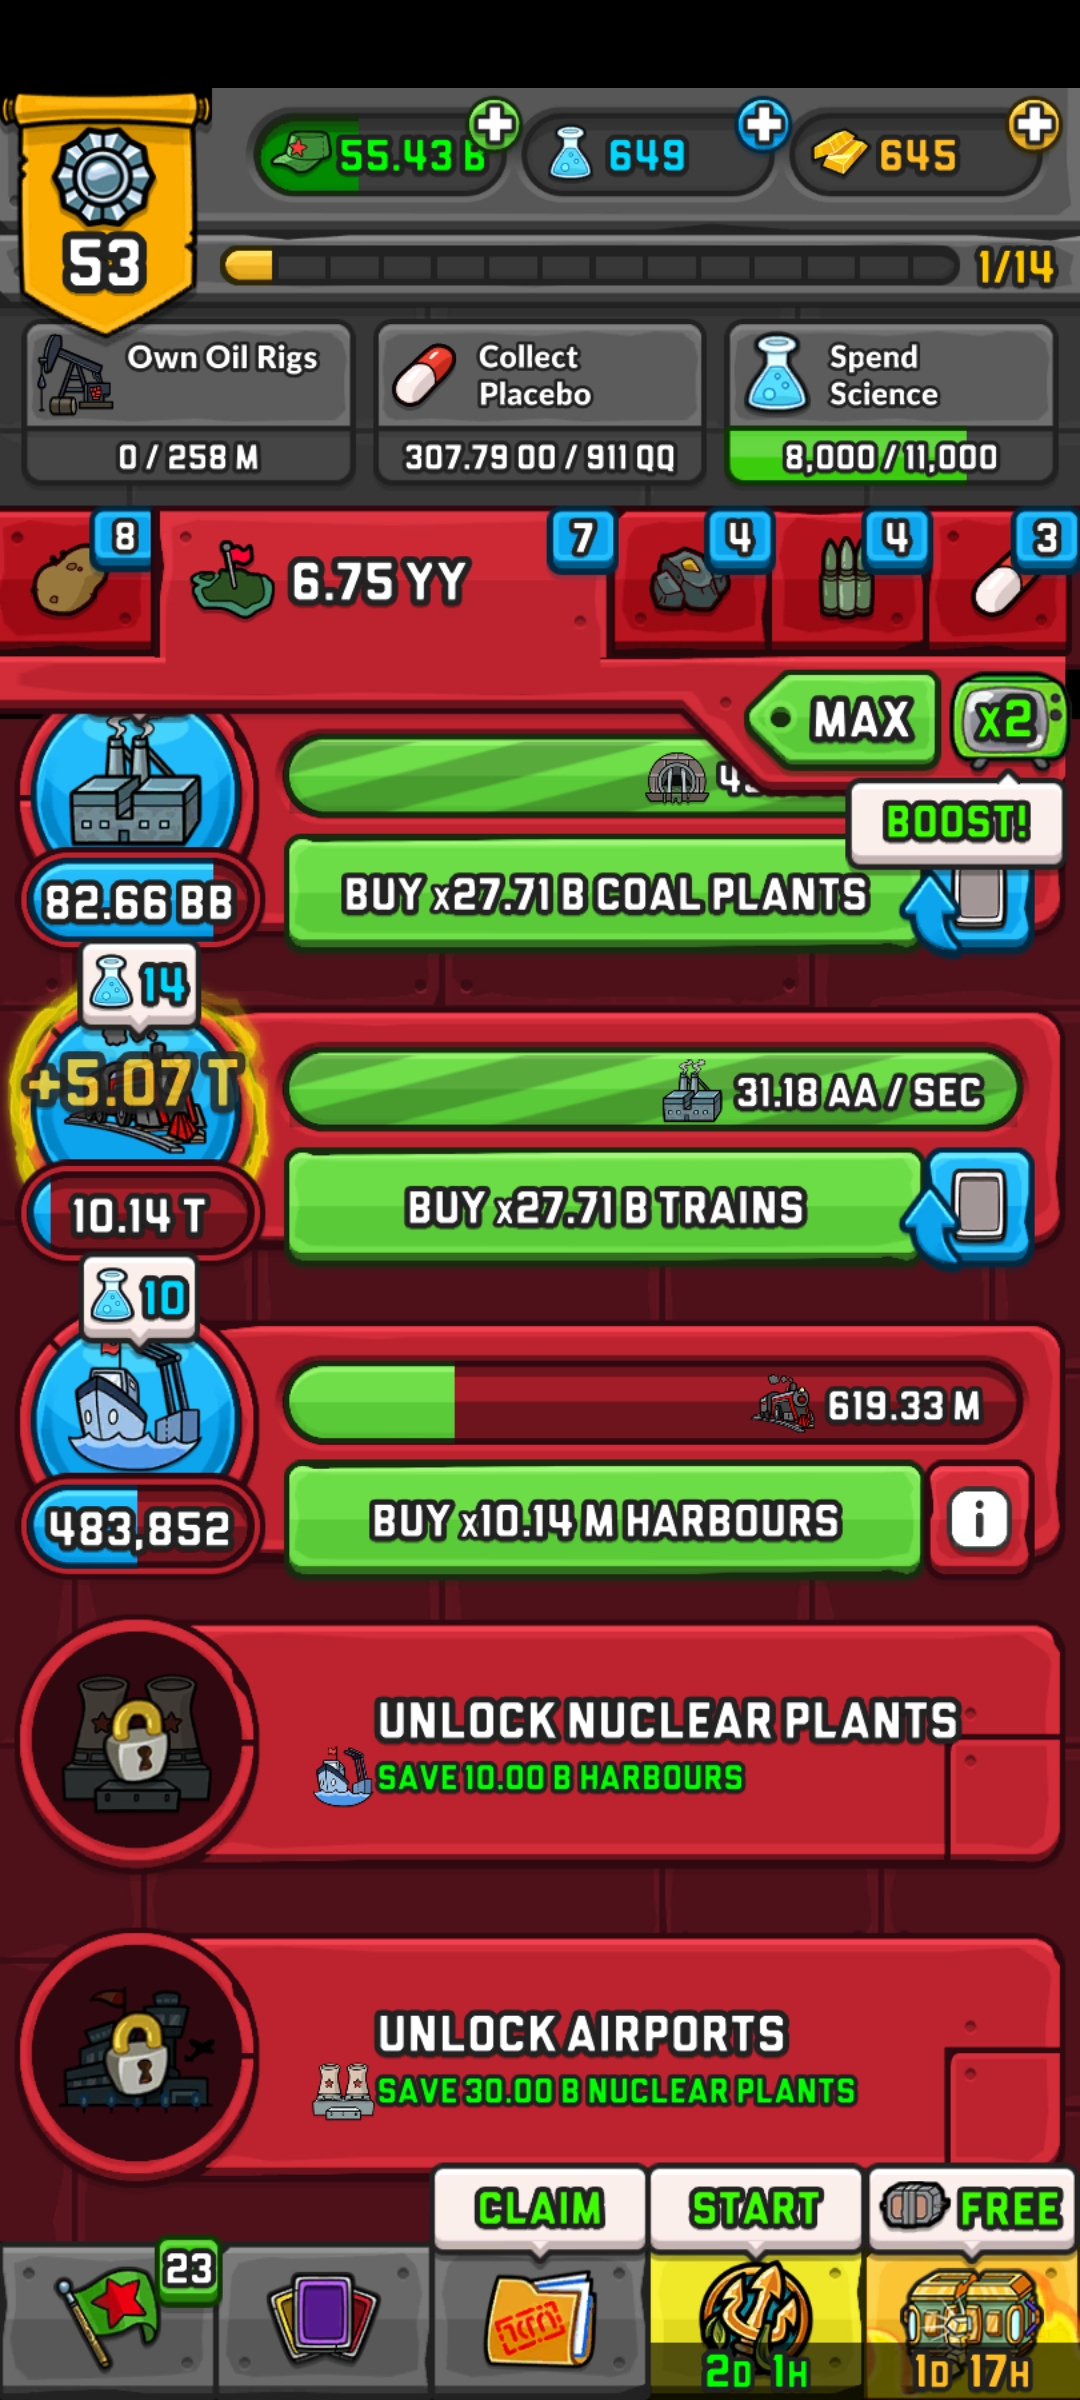 55.43 B
649
645
53
1/14
Own Oil Rigs
0 / 258 M
Collect
Placebo
307.79 OO / 911 QQ
Spend
Science
8,000 / 11,000
8
6.75 YY
7
4
4
3
MAX
x2
BOOST!
82.66 BB
BUY x27.71 B COAL PLANTS
14
+5.07 T
31.18 AA / SEC
10.14 T
BUY x27.71 B TRAINS
10
619.33 M
483,852
BUY x10.14 M HARBOURS
i
UNLOCK NUCLEAR PLANTS
SAVE 10.00 B HARBOURS
UNLOCK AIRPORTS
SAVE 30.00 B NUCLEAR PLANTS
CLAIM
START
FREE
23
2D 1H
1D 17H